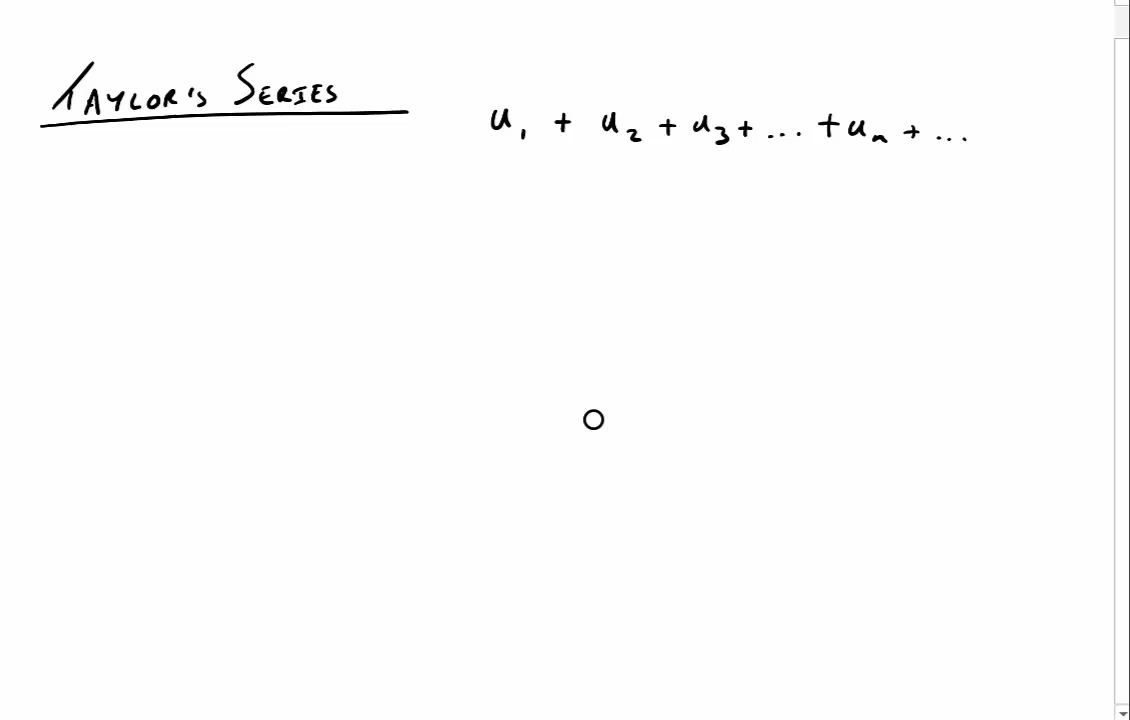 TAYLOR'S SERIES
u₁ + u₂ + u₃ + ... + uₙ + ...